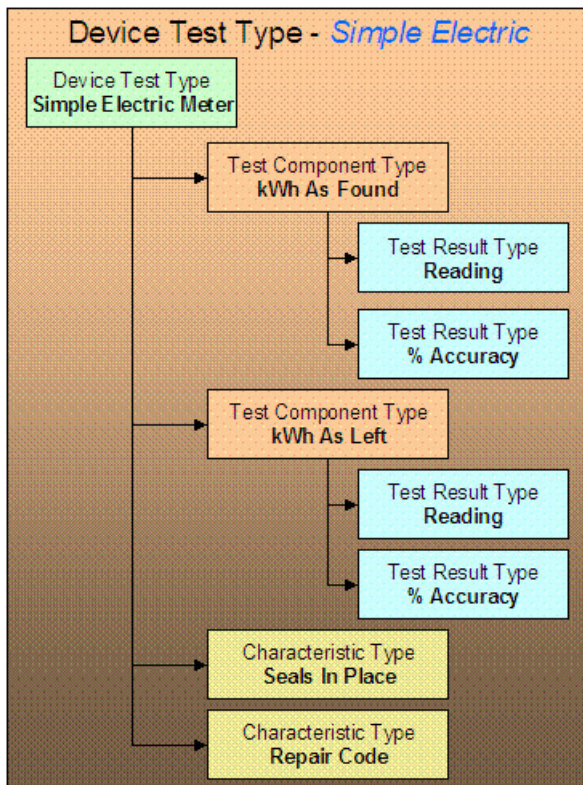 Device Test Type - Simple Electric
Device Test Type
Simple Electric Meter
Test Component Type
kWh As Found
Test Result Type
Reading
Test Result Type
% Accuracy
Test Component Type
kWh As Left
Test Result Type
Reading
Test Result Type
% Accuracy
Characteristic Type
Seals In Place
Characteristic Type
Repair Code